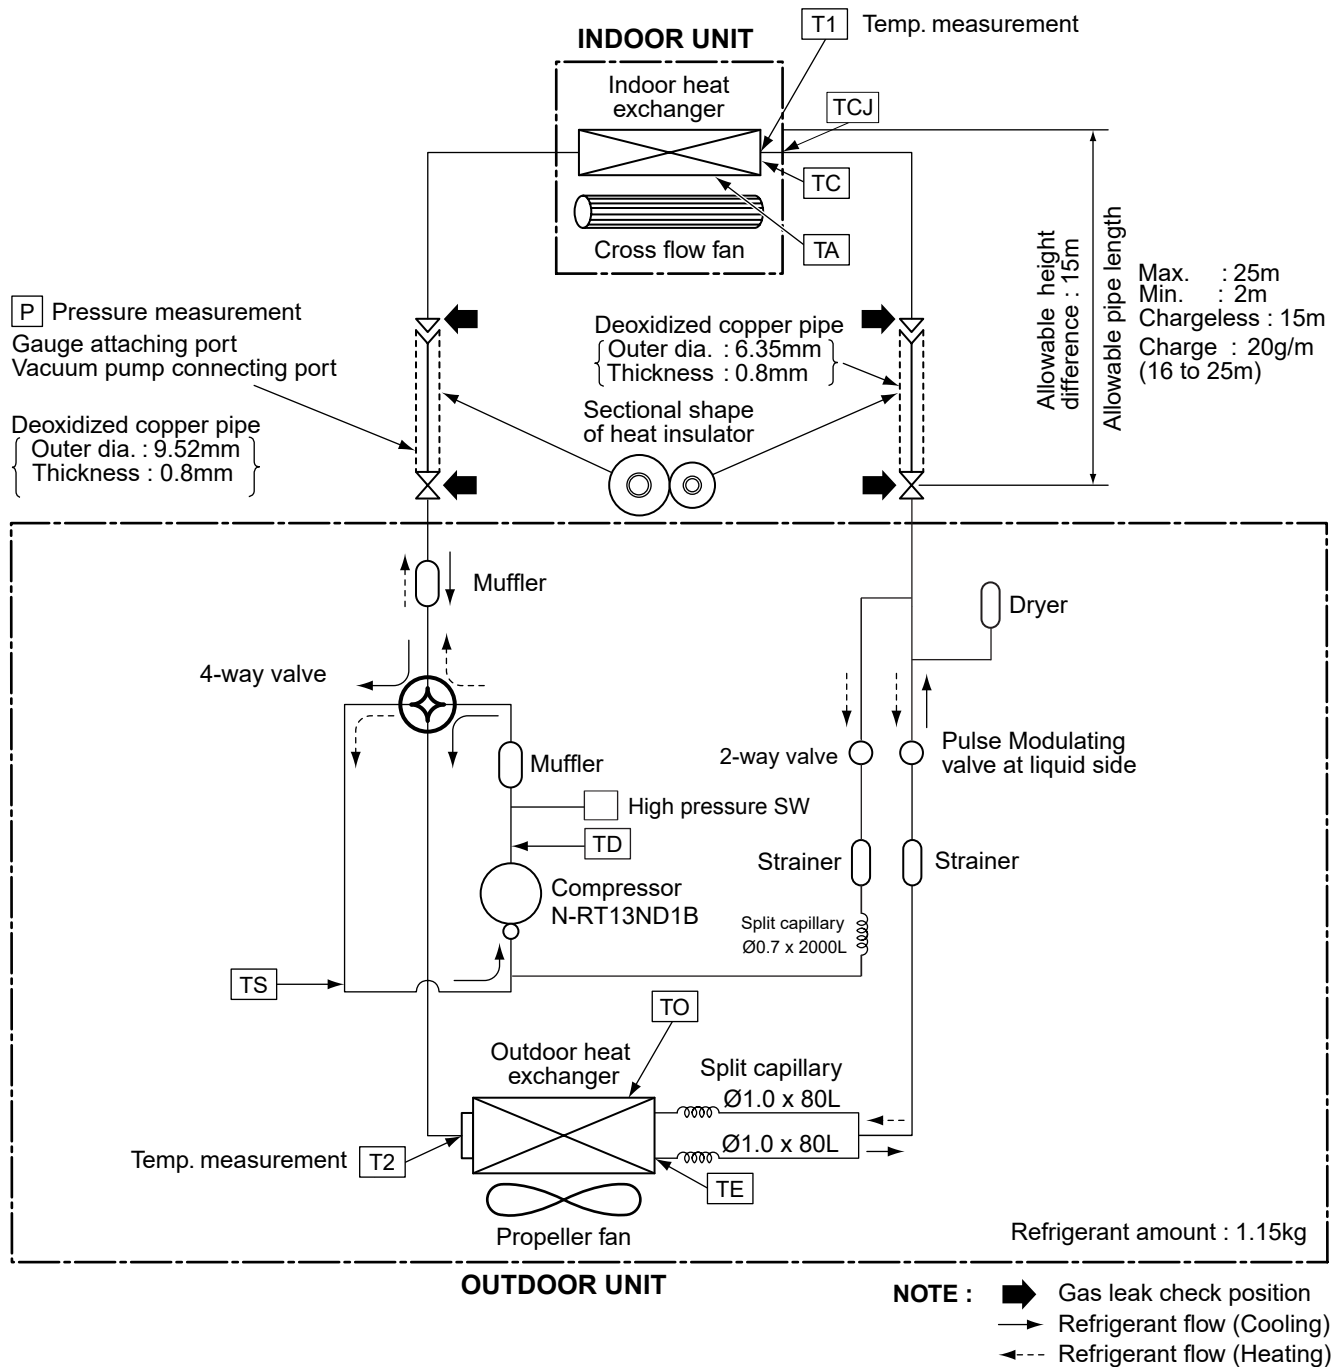 T1 Temp. measurement
INDOOR UNIT
Indoor heat
exchanger
TCJ
TC
TA
Cross flow fan
Allowable height
difference : 15m
Allowable pipe length
Max. : 25m
Min. : 2m
Chargeless : 15m
Charge : 20g/m
(16 to 25m)
P Pressure measurement
Gauge attaching port
Vacuum pump connecting port
Deoxidized copper pipe
Outer dia. : 9.52mm
Thickness : 0.8mm
Deoxidized copper pipe
Outer dia. : 6.35mm
Thickness : 0.8mm
Sectional shape
of heat insulator
Muffler
Dryer
4-way valve
Muffler
2-way valve
Pulse Modulating
valve at liquid side
High pressure SW
TD
Strainer
Strainer
Compressor
N-RT13ND1B
Split capillary
Ø0.7 x 2000L
TS
TO
Outdoor heat
exchanger
Split capillary
Ø1.0 x 80L
Ø1.0 x 80L
Temp. measurement T2
TE
Propeller fan
Refrigerant amount : 1.15kg
OUTDOOR UNIT
NOTE : Gas leak check position
Refrigerant flow (Cooling)
Refrigerant flow (Heating)